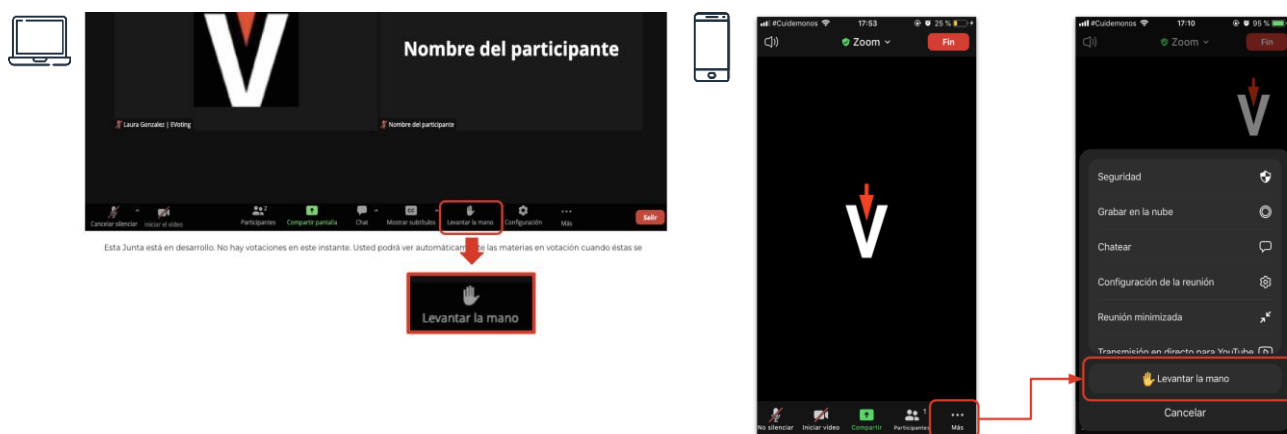 Nombre del participante
Laura Gonzalez | EVoting
Nombre del participante
Cancelar silenciar
Iniciar el video
Participantes
2
Compartir pantalla
Chat
Mostrar subtítulos
Levantar la mano
Configuración
Más
Salir
Esta Junta está en desarrollo. No hay votaciones en este instante. Usted podrá ver automáticamente las materias en votación cuando éstas se
Levantar la mano
#Cuidemonos 17:53 25 %
Zoom
Fin
No silenciar
Iniciar video
Compartir
Participantes
1
Más
#Cuidemonos 17:10 95 %
Zoom
Fin
Seguridad
Grabar en la nube
Chatear
Configuración de la reunión
Reunión minimizada
Transmisión en directo para YouTube
Levantar la mano
Cancelar